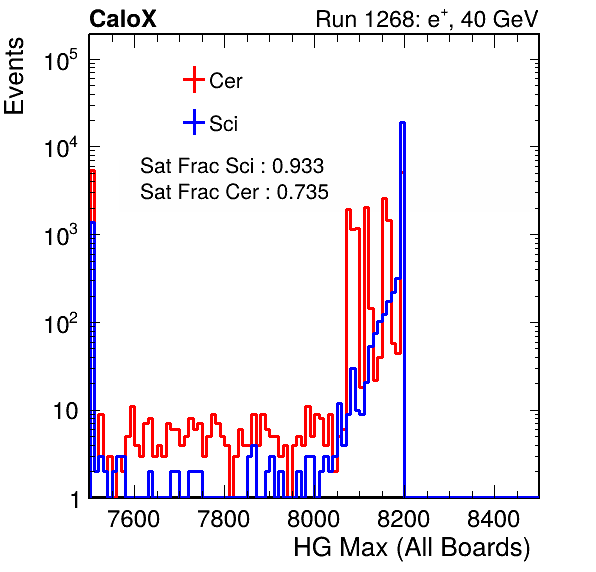 CaloX Run 1268: e⁺, 40 GeV
Events
10⁵
10⁴
10³
10²
10
1
Cer
Sci
Sat Frac Sci : 0.933
Sat Frac Cer : 0.735
7600 7800 8000 8200 8400
HG Max (All Boards)